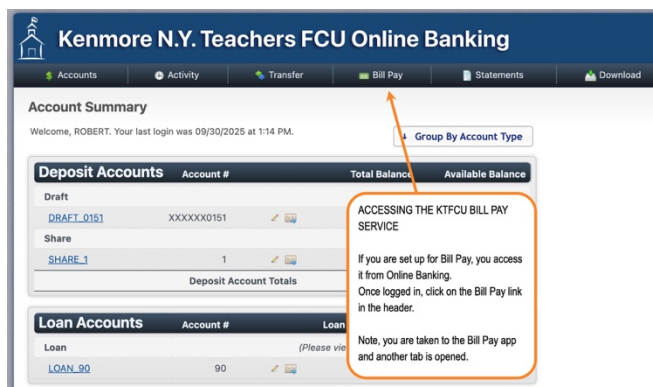 Kenmore N.Y. Teachers FCU Online Banking
Accounts Activity Transfer Bill Pay Statements Download
Account Summary
Welcome, ROBERT. Your last login was 09/30/2025 at 1:14 PM.
Group By Account Type
Deposit Accounts Account # Total Balance Available Balance
Draft
DRAFT_0151 XXXXXX0151
Share
SHARE_1 1
Deposit Account Totals
Loan Accounts Account # Loan
Loan (Please vie
LOAN_90 90
ACCESSING THE KTFCU BILL PAY
SERVICE
If you are set up for Bill Pay, you access
it from Online Banking.
Once logged in, click on the Bill Pay link
in the header.
Note, you are taken to the Bill Pay app
and another tab is opened.